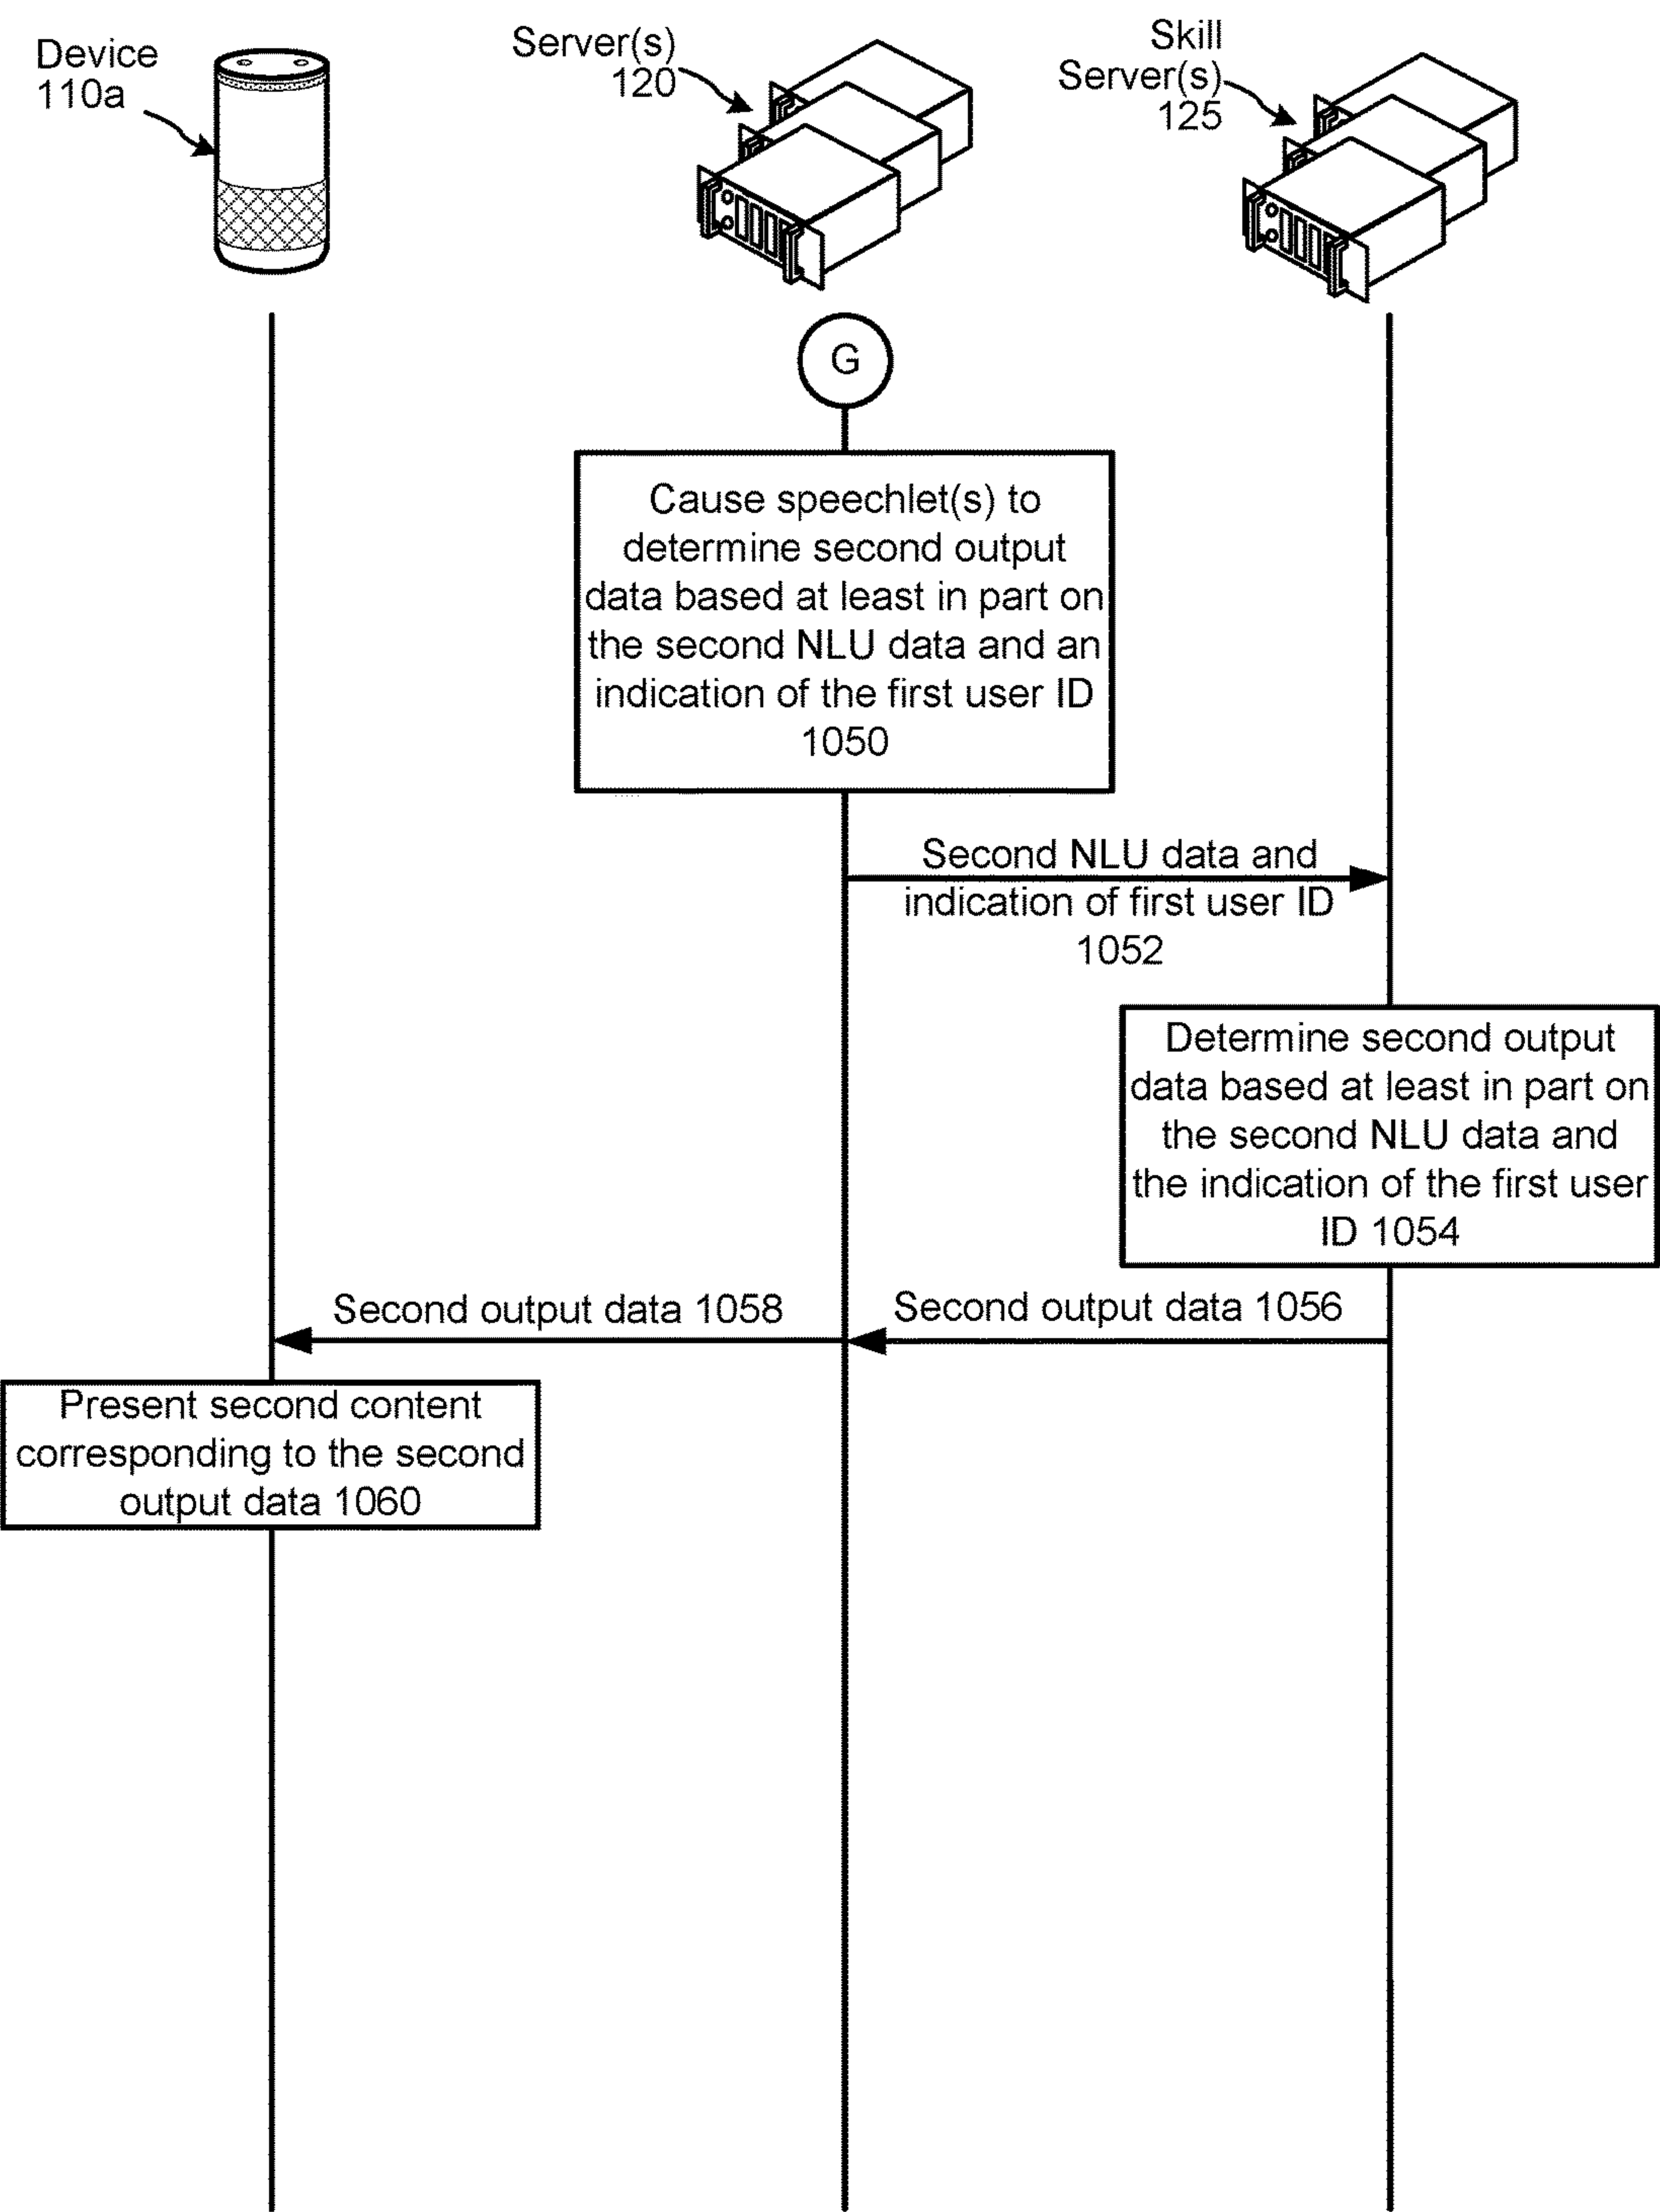 Device
110a
Server(s)
120
Skill
Server(s)
125
G
Cause speechlet(s) to
determine second output
data based at least in part on
the second NLU data and an
indication of the first user ID
1050
Second NLU data and
indication of first user ID
1052
Determine second output
data based at least in part on
the second NLU data and
the indication of the first user
ID 1054
Second output data 1058
Second output data 1056
Present second content
corresponding to the second
output data 1060